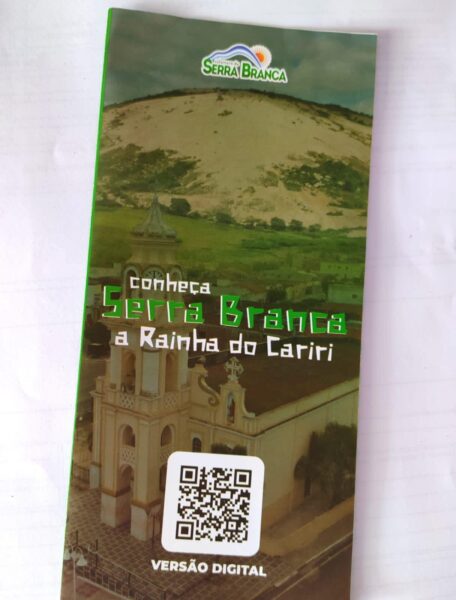 SERRA BRANCA
conheça
Serra Branca
a Rainha do Cariri
VERSÃO DIGITAL